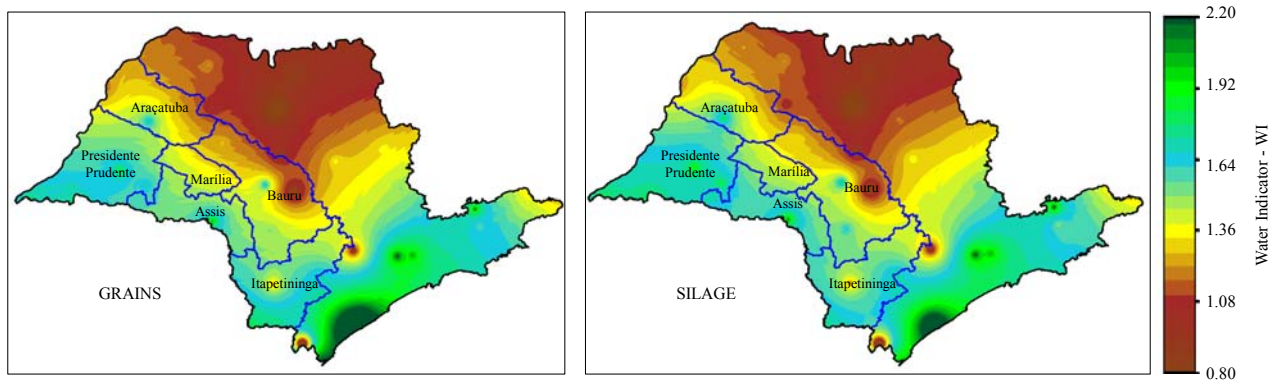 Araçatuba
Presidente
Prudente
Marília
Bauru
Assis
Itapetininga
GRAINS
Araçatuba
Presidente
Prudente
Marília
Bauru
Assis
Itapetininga
SILAGE
2.20
1.92
1.64
1.36
1.08
0.80
Water Indicator - WI